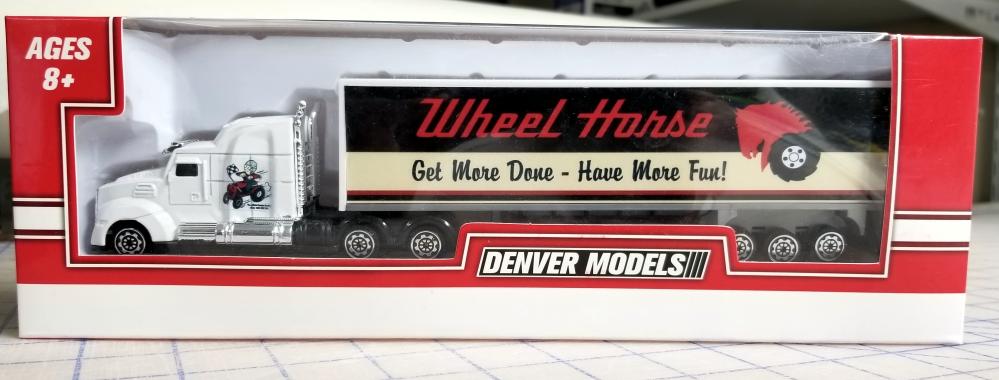 AGES
8+
Wheel Horse
Get More Done - Have More Fun!
DENVER MODELS